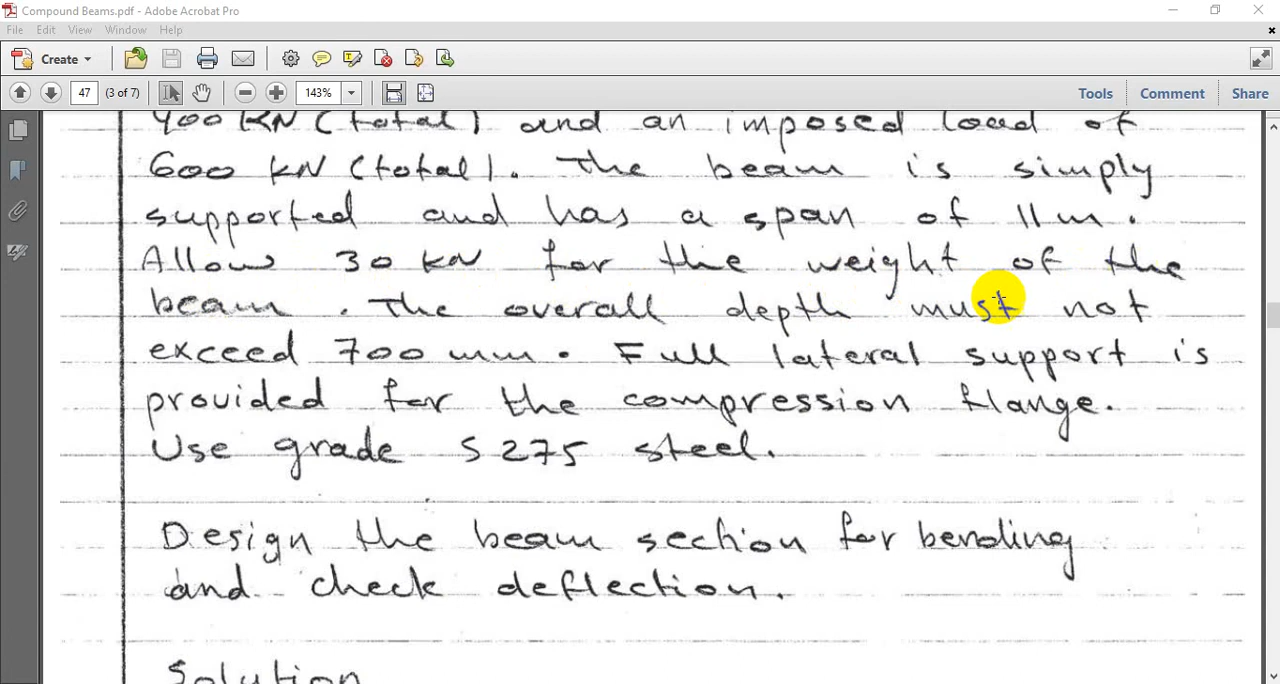 Compound Beams.pdf - Adobe Acrobat Pro
File Edit View Window Help
Create
47 (3 of 7) 143% Tools Comment Share
400 KN (total) and an imposed load of
600 kN (total). The beam is simply
supported and has a span of 11m.
Allow 30 kN for the weight of the
beam. The overall depth must not
exceed 700 mm. Full lateral support is
provided for the compression flange.
Use grade S275 steel.
Design the beam section for bending
and check deflection.
Solution